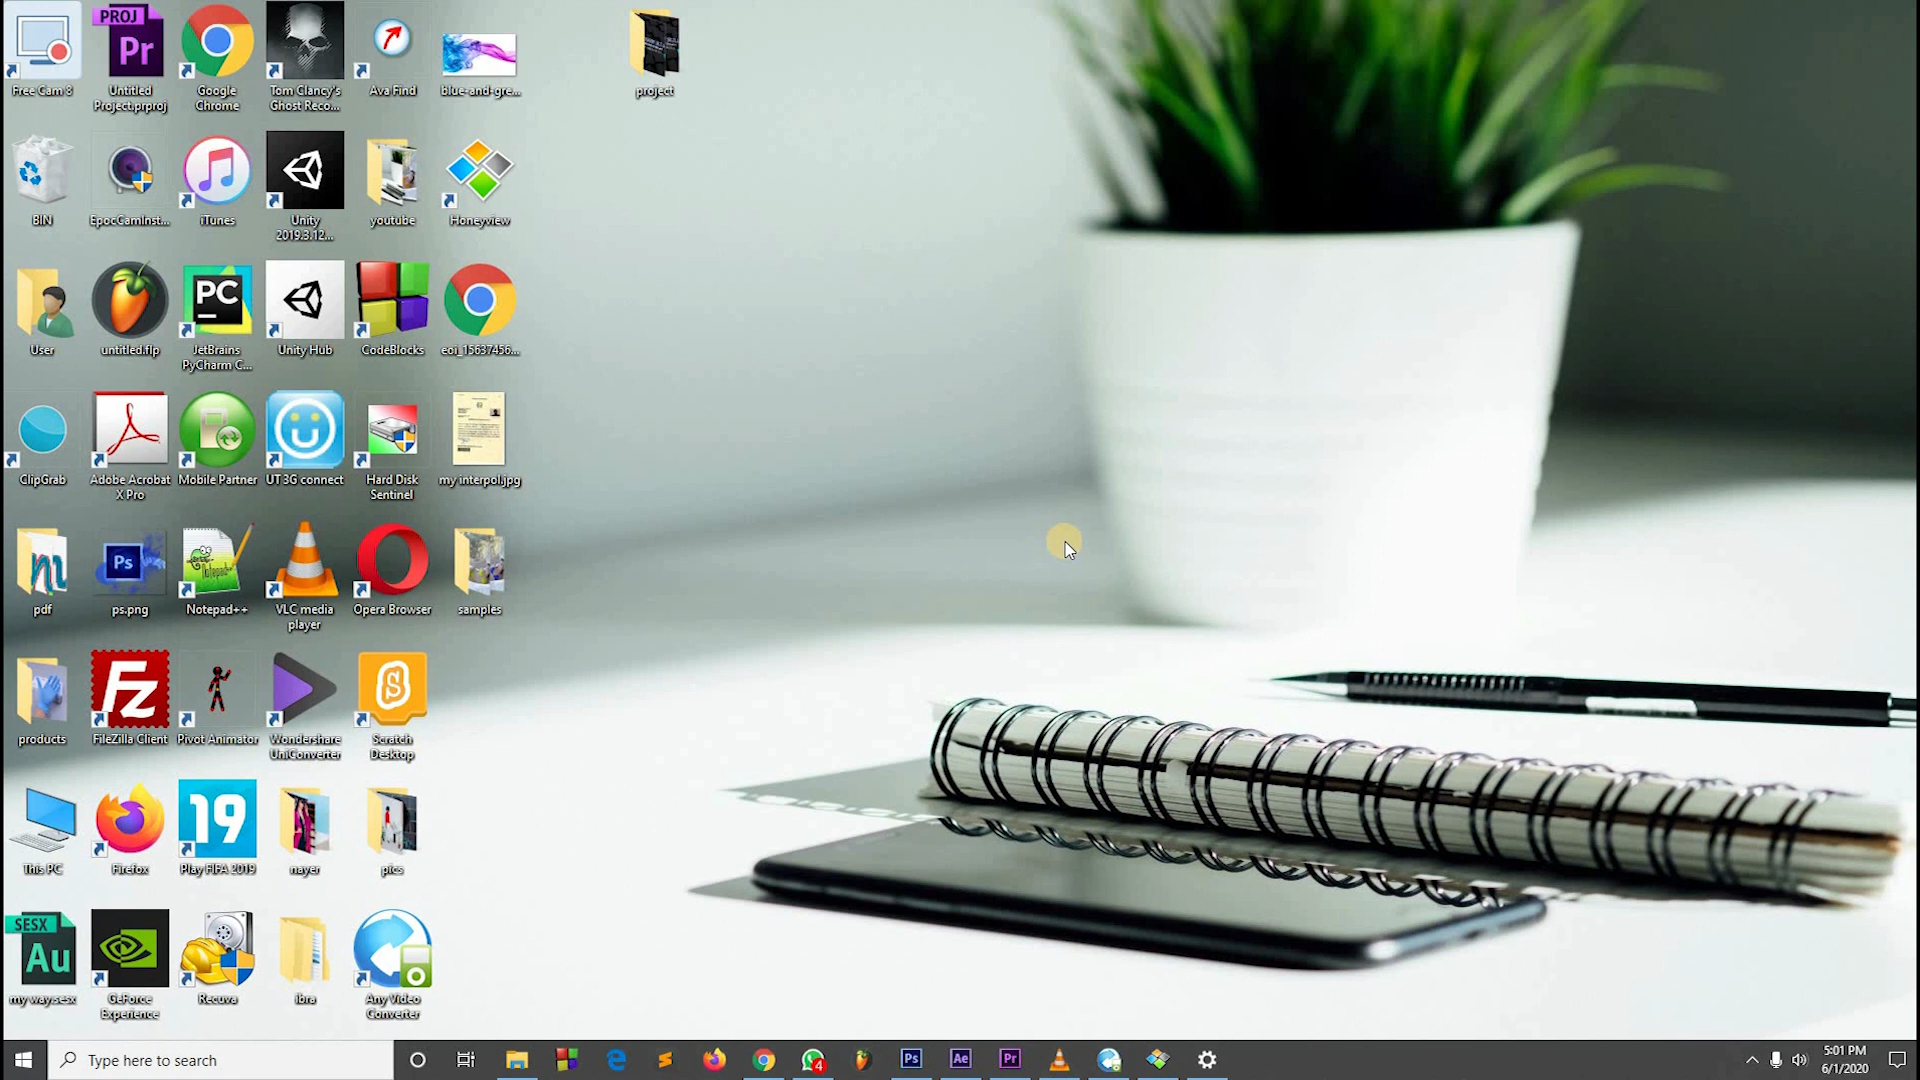 Free Cam 8
PROJ
Pr
Untitled
Project.prproj
Google
Chrome
Tom Clancy's
Ghost Reco...
Ava Find
blue-and-gre...
project
BIN
EpocCamInst...
iTunes
Unity
2019.3.12...
youtube
Honeyview
User
untitled.flp
PC
JetBrains
PyCharm C...
Unity Hub
CodeBlocks
eoi_15637456...
ClipGrab
Adobe Acrobat
X Pro
Mobile Partner
UT 3G connect
Hard Disk
Sentinel
my interpol.jpg
pdf
Ps
ps.png
Notepad++
VLC media
player
Opera Browser
samples
products
Fz
FileZilla Client
Pivot Animator
Wondershare
UniConverter
S
Scratch
Desktop
This PC
Firefox
19
Play FIFA 2019
nayer
pics
SESX
Au
my way.sesx
GeForce
Experience
Recuva
ibra
Any Video
Converter
Type here to search
4
Ps
Ae
Pr
5:01 PM
6/1/2020